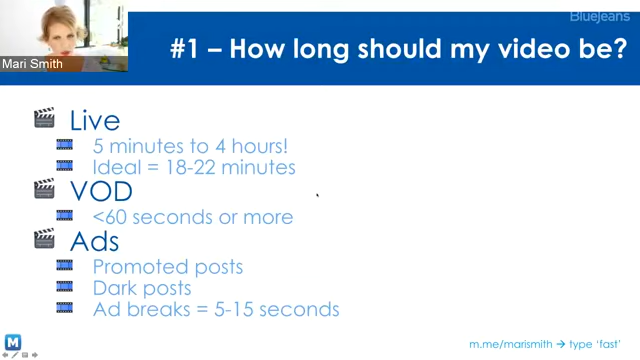 BlueJeans
Mari Smith
#1 – How long should my video be?
Live
5 minutes to 4 hours!
Ideal = 18-22 minutes
VOD
<60 seconds or more
Ads
Promoted posts
Dark posts
Ad breaks = 5-15 seconds
M
m.me/marismith → type ‘fast’